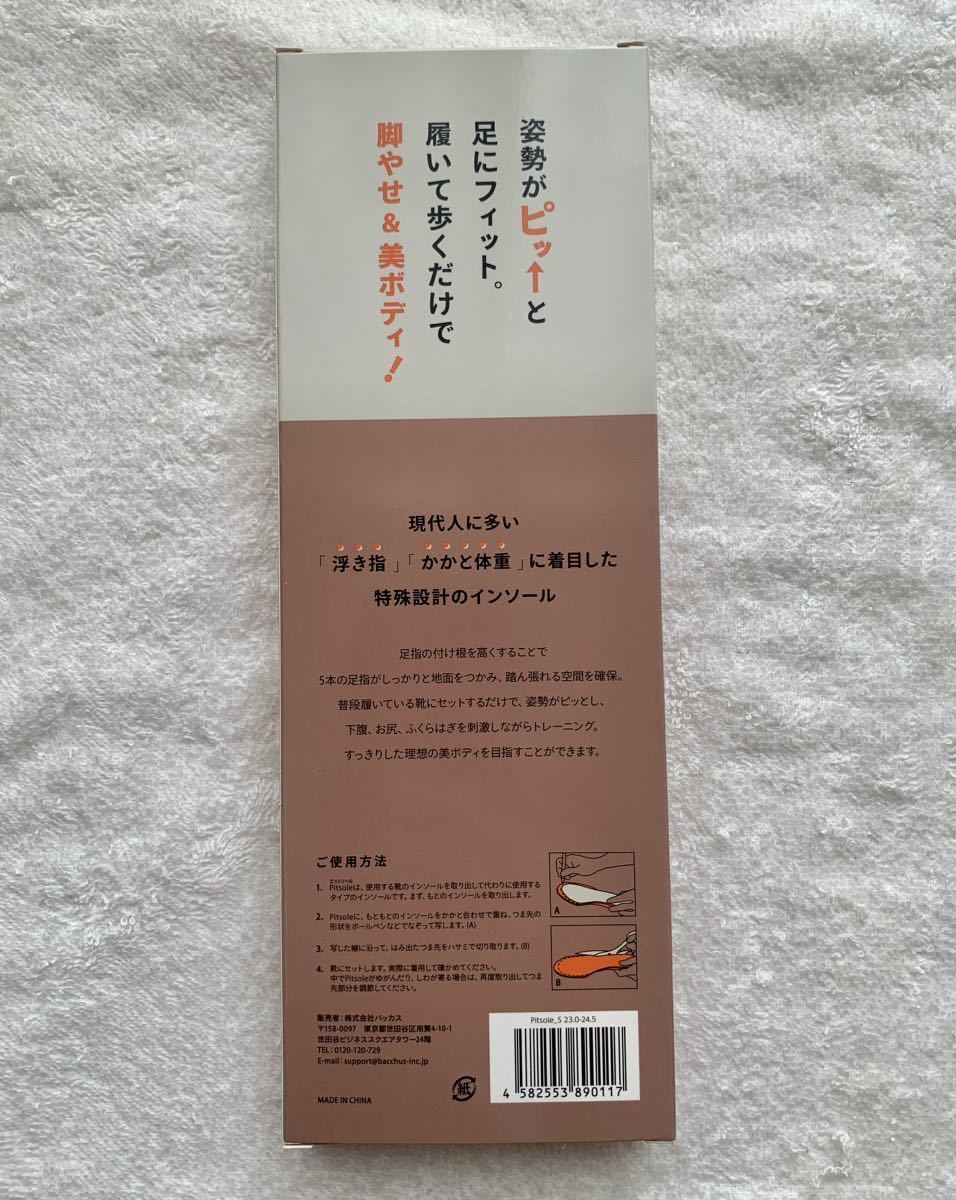 姿勢がピッ↑と
足にフィット。
履いて歩くだけで
脚やせ & 美ボディ!
現代人に多い
「浮き指」「かかと体重」に着目した
特殊設計のインソール
足指の付け根を高くすることで
5本の足指がしっかりと地面をつかみ、踏ん張れる空間を確保。
普段履いている靴にセットするだけで、姿勢がピッとし、
下腹、お尻、ふくらはぎを刺激しながらトレーニング。
すっきりした理想の美ボディを目指すことができます。
ご使用方法
ピットソール
1. Pitsoleは、使用する靴のインソールを取り出して代わりに使用する
タイプのインソールです。まず、もとのインソールを取り出します。
2. Pitsoleに、もともとのインソールをかかと合わせで重ね、つま先の
形状をボールペンなどでなぞって写します。(A)
3. 写した線に沿って、はみ出たつま先をハサミで切り取ります。(B)
4. 靴にセットします。実際に着用して確かめてください。
中でPitsoleがゆがんだり、しわが寄る場合は、再度取り出してつま
先部分を調節してください。
A
B
販売者:株式会社バッカス
〒158-0097 東京都世田谷区用賀4-10-1
世田谷ビジネススクエアタワー24階
TEL:0120-120-729
E-mail:support@bacchus-inc.jp
MADE IN CHINA
紙
Pitsole_S 23.0-24.5
4 582553 890117